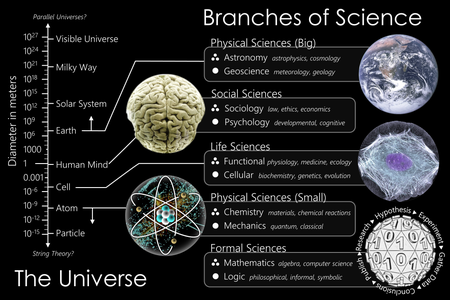 Parallel Universes?
Branches of Science
Diameter in meters
10^27
10^24
10^21
10^18
10^15
10^12
10^9
10^6
1000
1
0.001
10^-6
10^-9
10^-12
10^-15
Visible Universe
Milky Way
Solar System
Earth
Human Mind
Cell
Atom
Particle
String Theory?
The Universe
Physical Sciences (Big)
Astronomy astrophysics, cosmology
Geoscience meteorology, geology
Social Sciences
Sociology law, ethics, economics
Psychology developmental, cognitive
Life Sciences
Functional physiology, medicine, ecology
Cellular biochemistry, genetics, evolution
Physical Sciences (Small)
Chemistry materials, chemical reactions
Mechanics quantum, classical
Formal Sciences
Mathematics algebra, computer science
Logic philosophical, informal, symbolic
Research ▶ Hypothesis ▶ Experiment ▶ Gather Data ▶ Conclusions ▶ Publish ▶